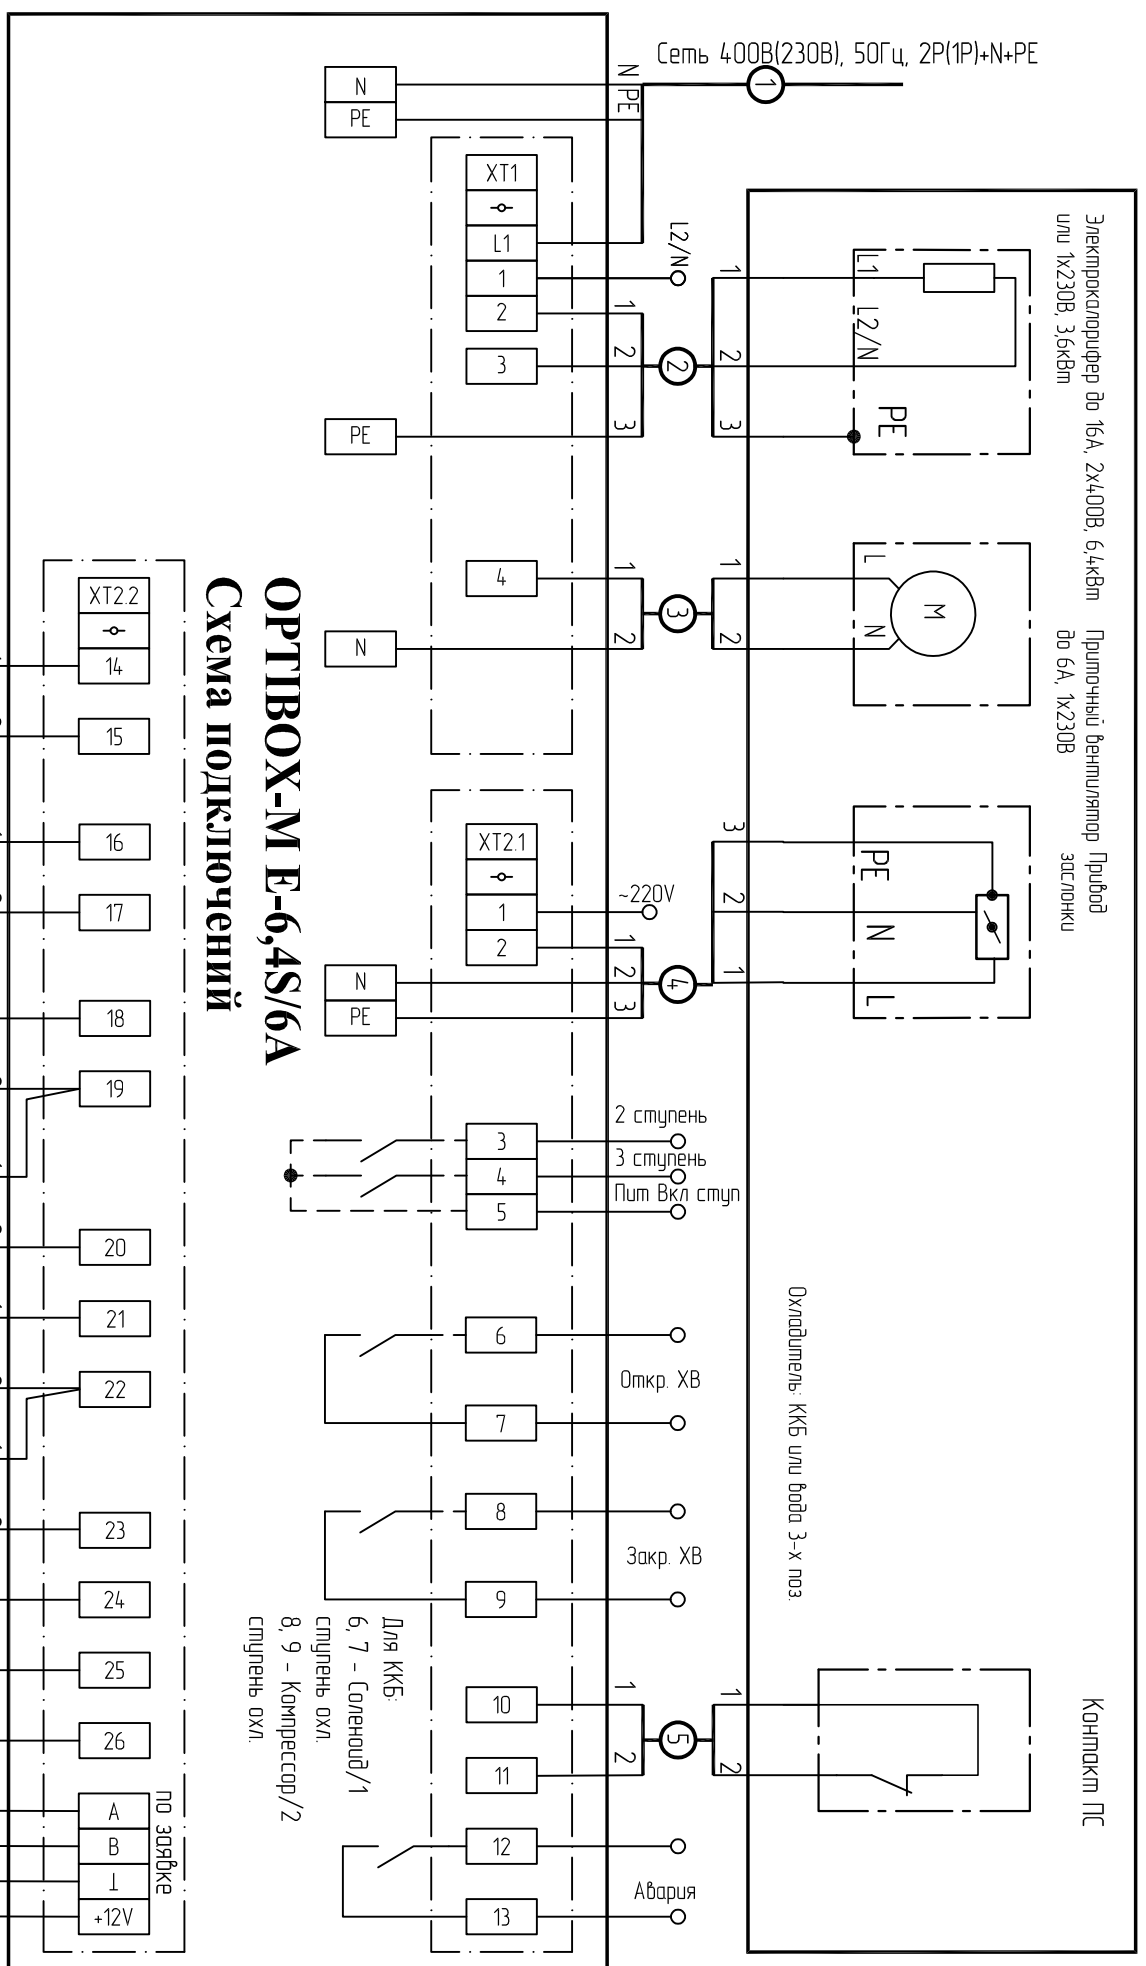 Сеть 400В(230В), 50Гц, 2P(1P)+N+PE
1
N
PE
N
PE
XT1
L1
1
2
3
L2/N
1
2
3
2
1
2
3
PE
Электрокалорифер до 16А, 2х400В, 6,4кВт
или 1х230В, 3,6кВт
L1
L2/N
PE
Приточный вентилятор
до 6А, 1х230В
L
N
M
4
N
1
2
3
1
2
Привод
заслонки
PE
N
L
3
2
1
XT2.1
1
2
~220V
N
PE
1
2
3
4
OPTIBOX-M E-6,4S/6A
Схема подключений
3
4
5
2 ступень
3 ступень
Пит Вкл ступ
6
7
Откр. ХВ
8
9
Закр. ХВ
Охладитель: ККБ или вода 3-х поз.
Для ККБ:
6, 7 - Соленоид/1
ступень охл.
8, 9 - Компрессор/2
ступень охл.
10
11
1
2
5
1
2
Контакт ПС
12
13
Авария
XT2.2
14
15
16
17
18
19
20
21
22
23
24
25
26
A
B
⊥
+12V
по заявке